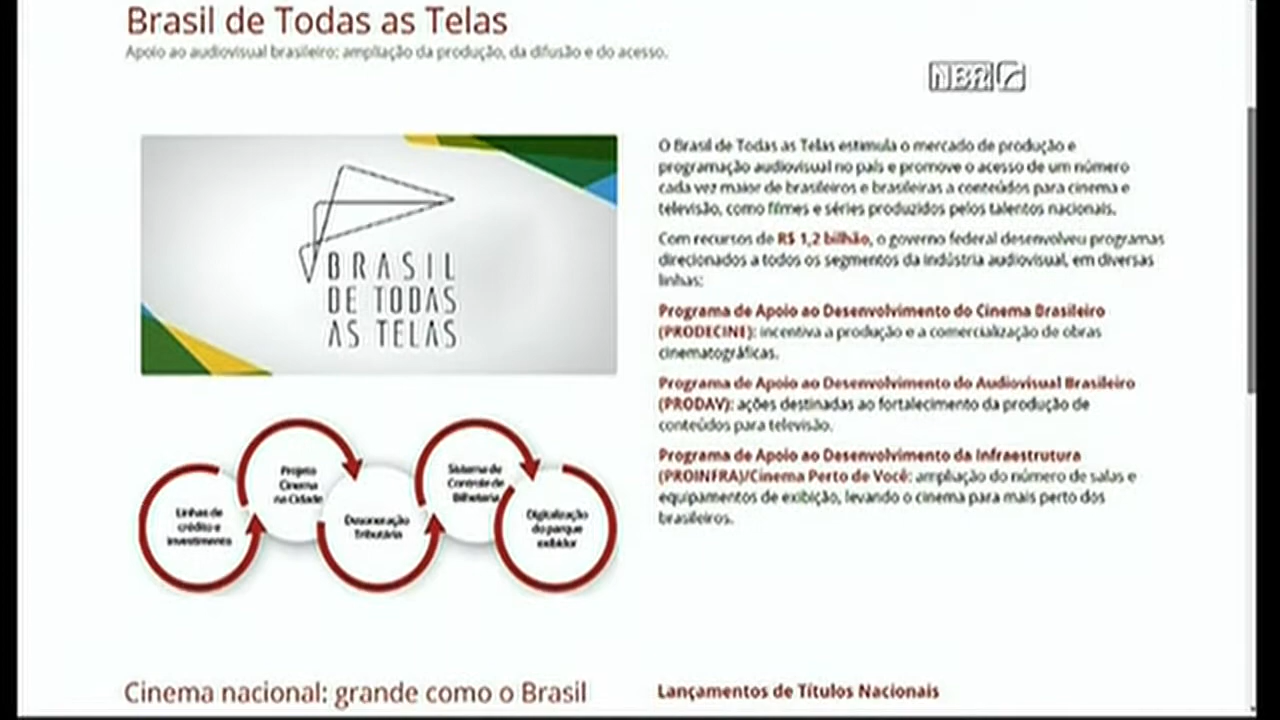 Brasil de Todas as Telas
Apoio ao audiovisual brasileiro: ampliação da produção, da difusão e do acesso.
NBR
BRASIL
DE TODAS
AS TELAS
O Brasil de Todas as Telas estimula o mercado de produção e
programação audiovisual no país e promove o acesso de um número
cada vez maior de brasileiros e brasileiras a conteúdos para cinema e
televisão, como filmes e séries produzidos pelos talentos nacionais.
Com recursos de R$ 1,2 bilhão, o governo federal desenvolveu programas
direcionados a todos os segmentos da indústria audiovisual, em diversas
linhas:
Programa de Apoio ao Desenvolvimento do Cinema Brasileiro
(PRODECINE): incentiva a produção e a comercialização de obras
cinematográficas.
Programa de Apoio ao Desenvolvimento do Audiovisual Brasileiro
(PRODAV): ações destinadas ao fortalecimento da produção de
conteúdos para televisão.
Programa de Apoio ao Desenvolvimento da Infraestrutura
(PROINFRA)/Cinema Perto de Você: ampliação do número de salas e
equipamentos de exibição, levando o cinema para mais perto dos
brasileiros.
Linhas de
crédito e
investimento
Projeto
Cinema
na Cidade
Desoneração
Tributária
Sistema de
Controle de
Bilheteria
Digitalização
do parque
exibidor
Cinema nacional: grande como o Brasil
Lançamentos de Títulos Nacionais